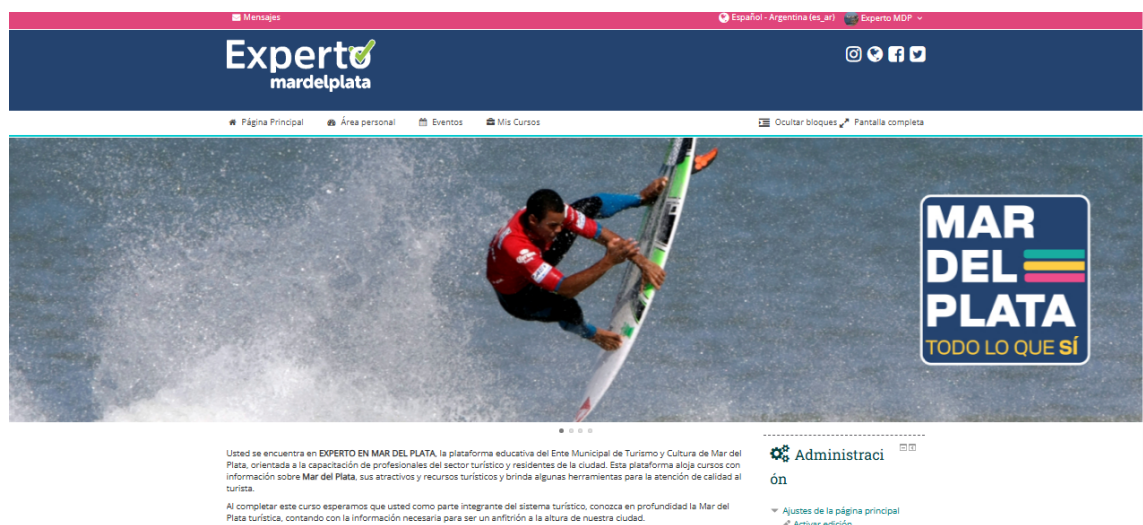 Mensajes
Español - Argentina (es_ar)
Experto MDP
Experto
mardelplata
Página Principal
Área personal
Eventos
Mis Cursos
Ocultar bloques
Pantalla completa
MAR
DEL
PLATA
TODO LO QUE SÍ
Usted se encuentra en EXPERTO EN MAR DEL PLATA, la plataforma educativa del Ente Municipal de Turismo y Cultura de Mar del
Plata, orientada a la capacitación de profesionales del sector turístico y residentes de la ciudad. Esta plataforma aloja cursos con
información sobre Mar del Plata, sus atractivos y recursos turísticos y brinda algunas herramientas para la atención de calidad al
turista.
Al completar este curso esperamos que usted como parte integrante del sistema turístico, conozca en profundidad la Mar del
Plata turística, contando con la información necesaria para ser un anfitrión a la altura de nuestra ciudad.
Administraci
ón
Ajustes de la página principal
Activar edición